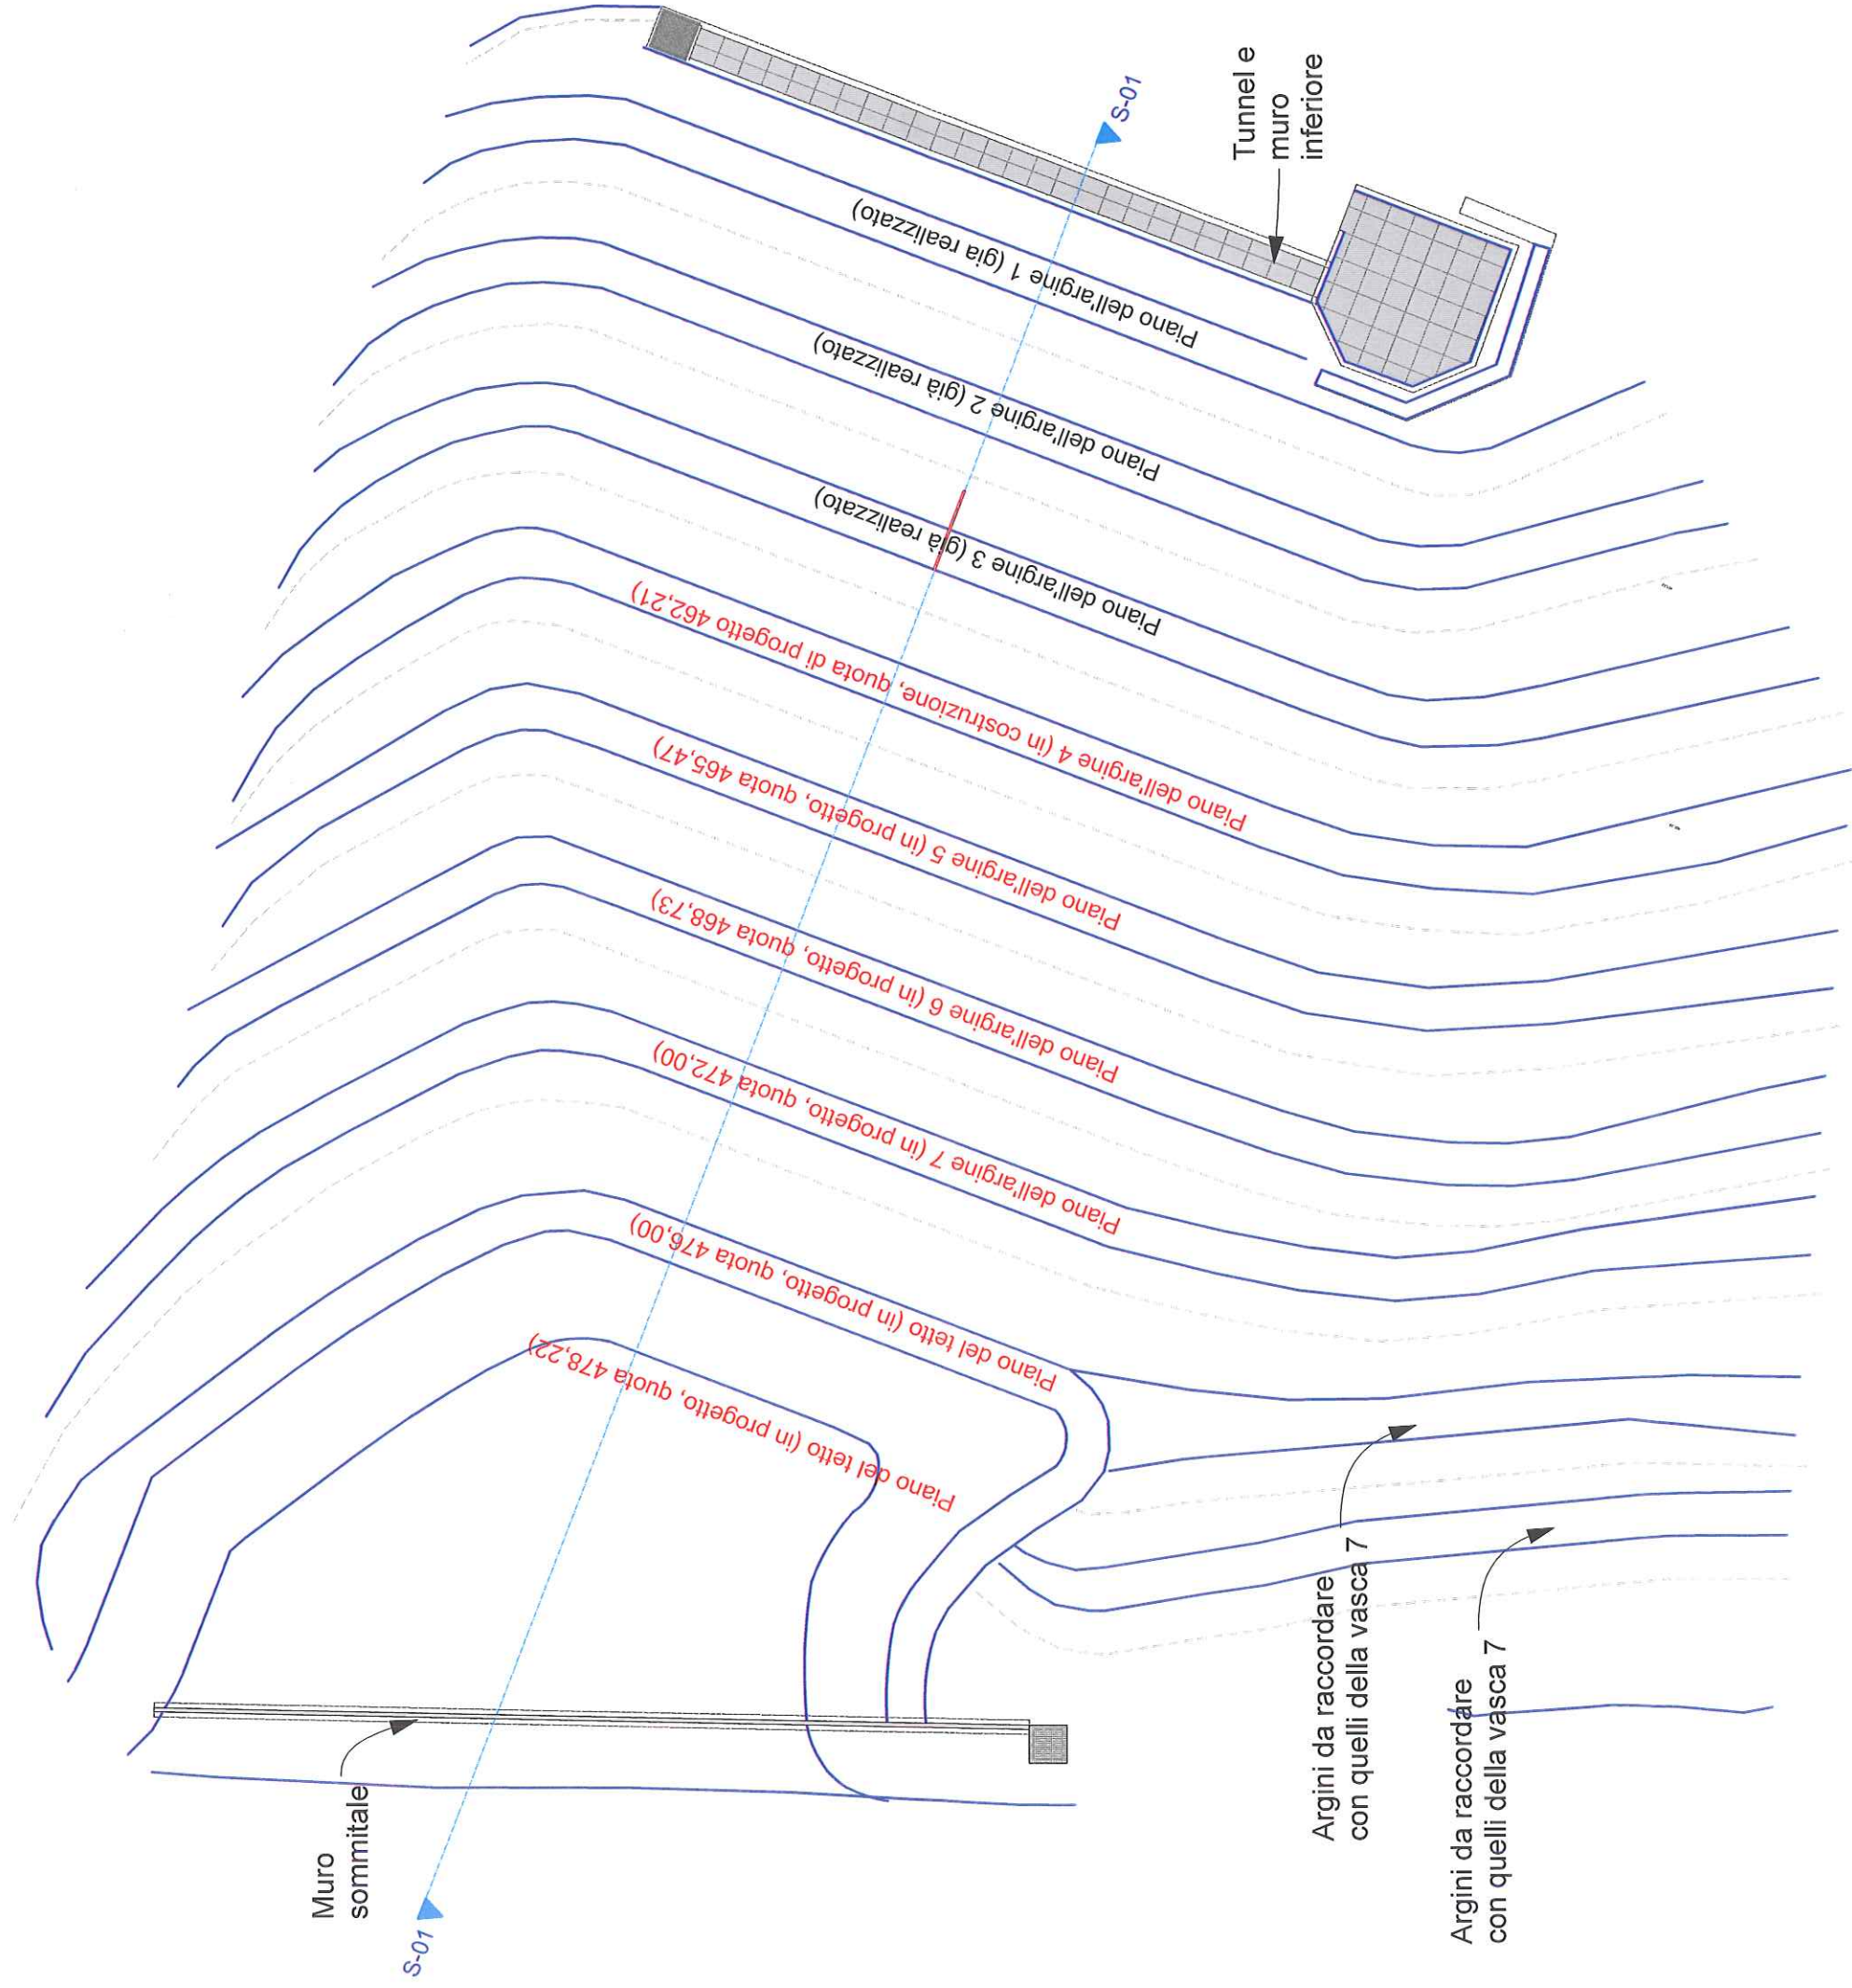 S-01
Tunnel e
muro
inferiore
Piano dell'argine 1 (già realizzato)
Piano dell'argine 2 (già realizzato)
Piano dell'argine 3 (già realizzato)
Piano dell'argine 4 (in costruzione, quota di progetto 462,21)
Piano dell'argine 5 (in progetto, quota 465,47)
Piano dell'argine 6 (in progetto, quota 468,73)
Piano dell'argine 7 (in progetto, quota 472,00)
Piano del tetto (in progetto, quota 476,00)
Piano del tetto (in progetto, quota 478,22)
Argini da raccordare
con quelli della vasca 7
Argini da raccordare
con quelli della vasca 7
Muro
sommitale
S-01